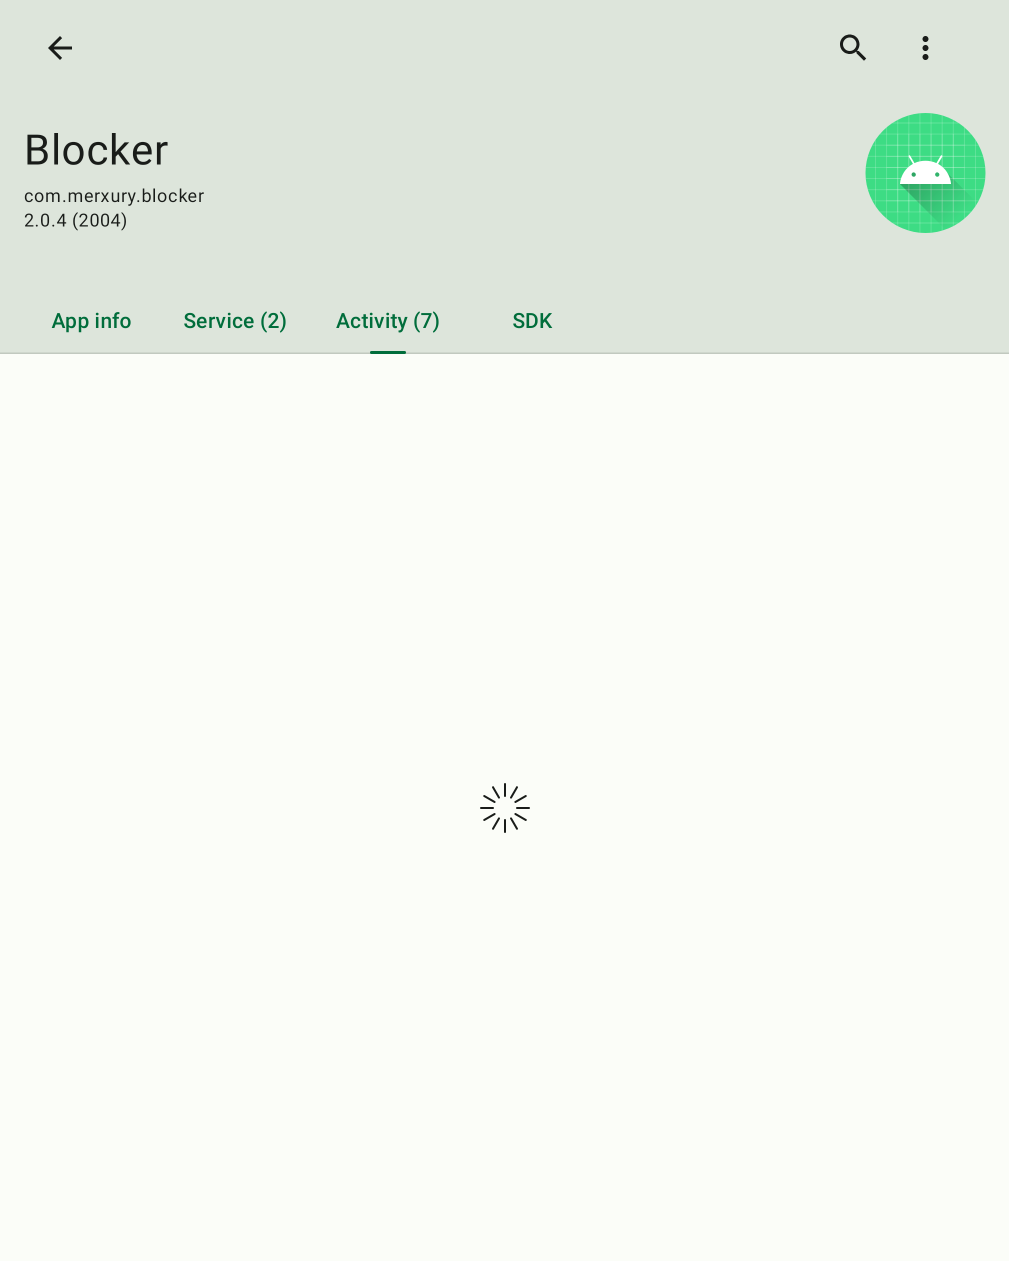 Blocker
com.merxury.blocker
2.0.4 (2004)
App info
Service (2)
Activity (7)
SDK